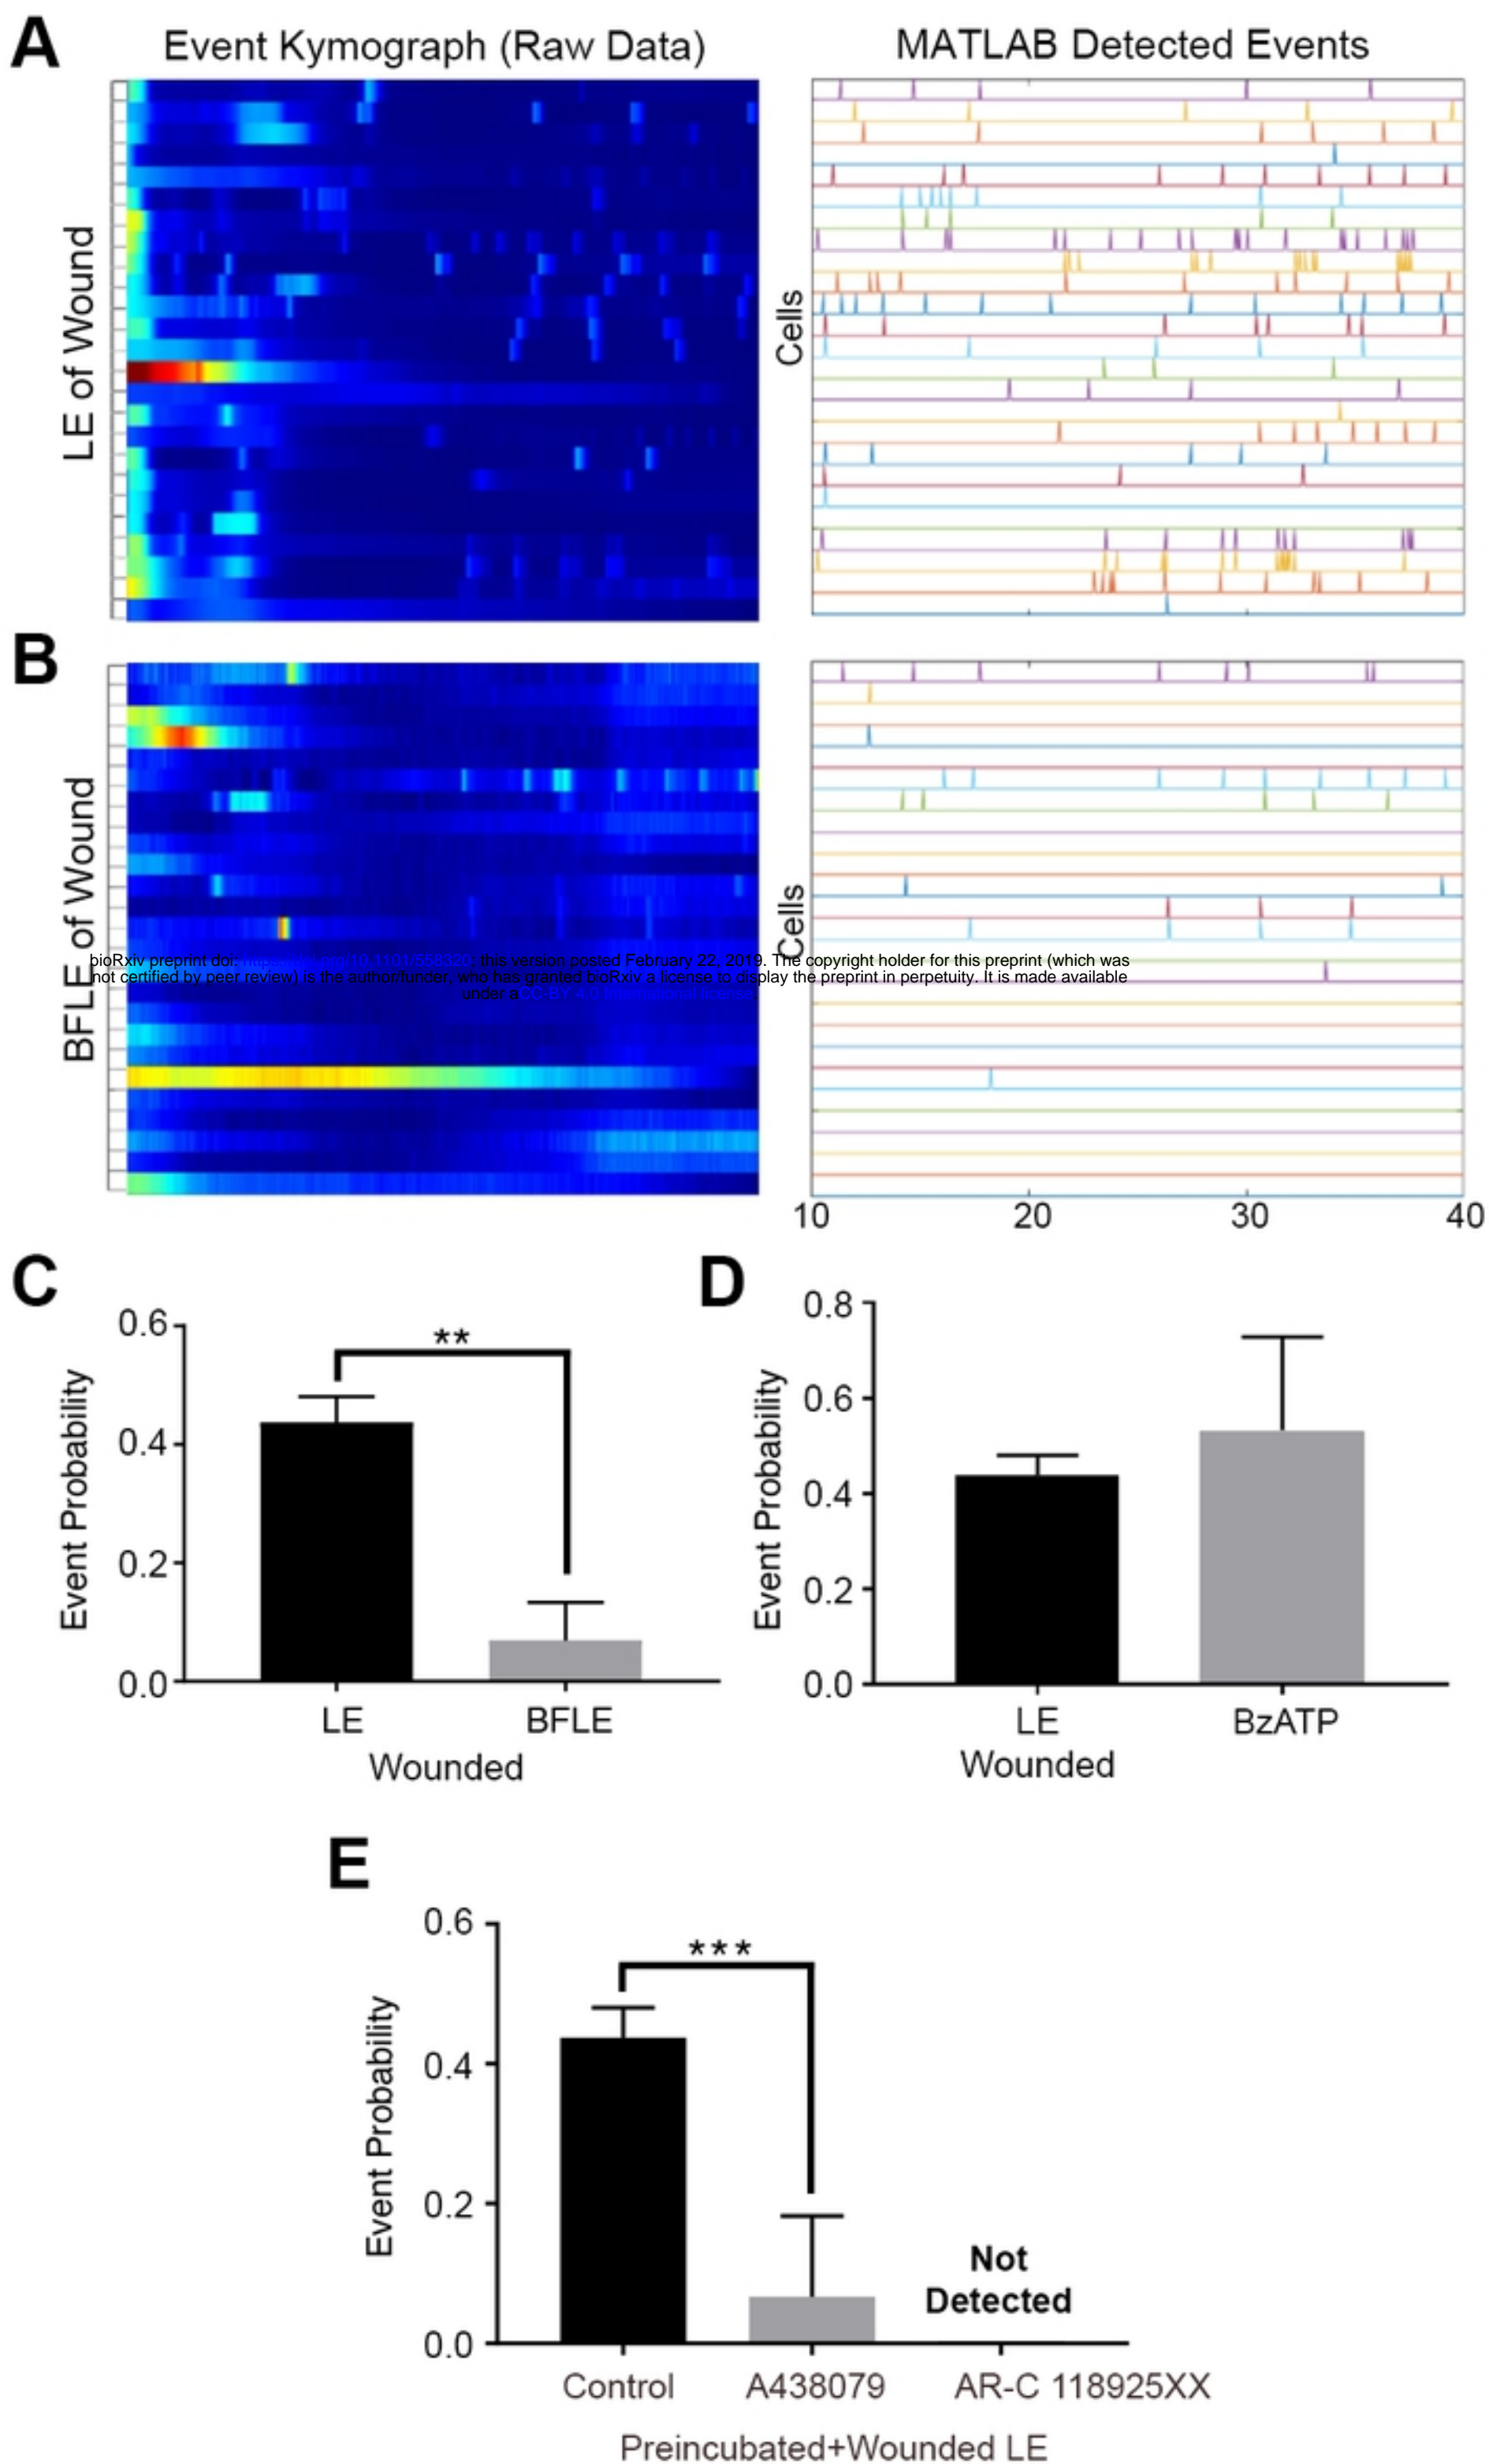 A
Event Kymograph (Raw Data)
MATLAB Detected Events
LE of Wound
Cells
B
BFLE of Wound
Cells
bioRxiv preprint doi: https://doi.org/10.1101/558320; this version posted February 22, 2019. The copyright holder for this preprint (which was
not certified by peer review) is the author/funder, who has granted bioRxiv a license to display the preprint in perpetuity. It is made available
under aCC-BY 4.0 International license
10 20 30 40
C
Event Probability
0.6
0.4
0.2
0.0
**
LE
BFLE
Wounded
D
Event Probability
0.8
0.6
0.4
0.2
0.0
LE
BzATP
Wounded
E
Event Probability
0.6
0.4
0.2
0.0
***
Not
Detected
Control
A438079
AR-C 118925XX
Preincubated+Wounded LE